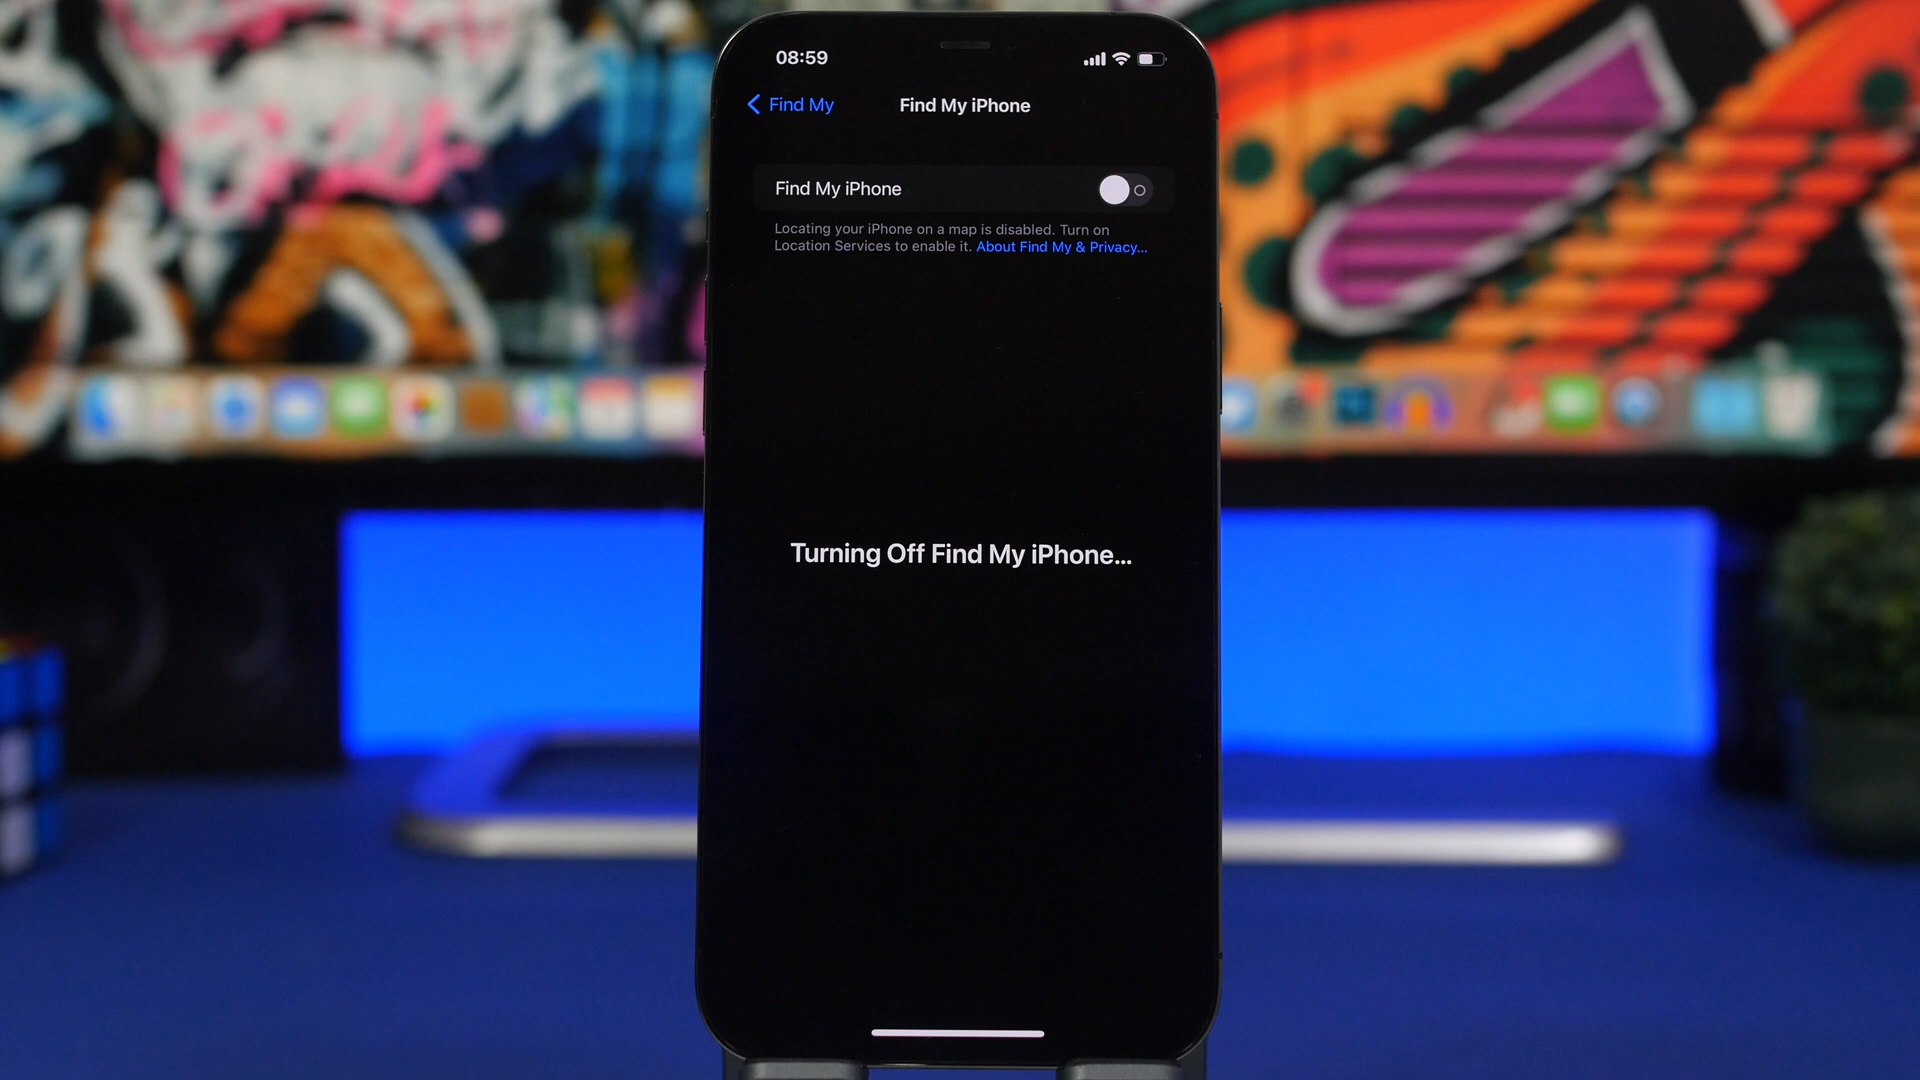 08:59
Find My
Find My iPhone
Find My iPhone
Locating your iPhone on a map is disabled. Turn on
Location Services to enable it. About Find My & Privacy...
Turning Off Find My iPhone...